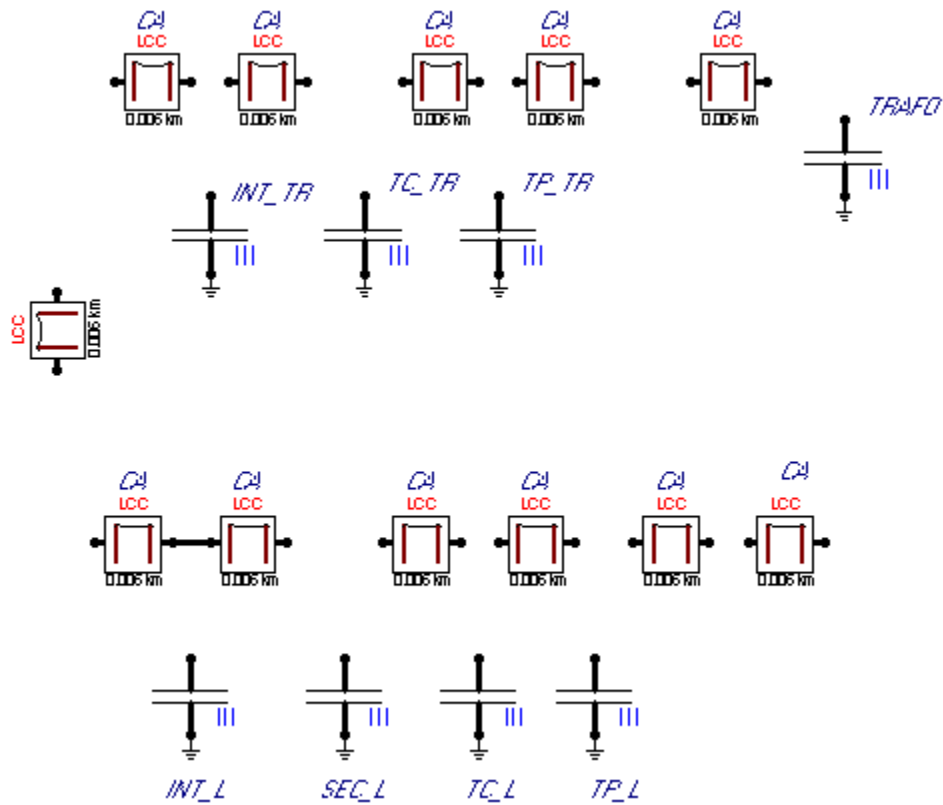 CA CA CA CA CA
LCC LCC LCC LCC LCC
0.006 km 0.006 km 0.006 km 0.006 km 0.006 km
TRAFO
III
INT_TR TC_TR TP_TR
III III III
LCC 0.006 km
CA CA CA CA CA CA
LCC LCC LCC LCC LCC LCC
0.006 km 0.006 km 0.006 km 0.006 km 0.006 km 0.006 km
III III III III
INT_L SEC_L TC_L TP_L